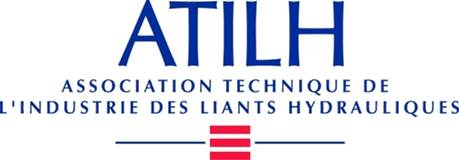 ATILH
ASSOCIATION TECHNIQUE DE
L'INDUSTRIE DES LIANTS HYDRAULIQUES